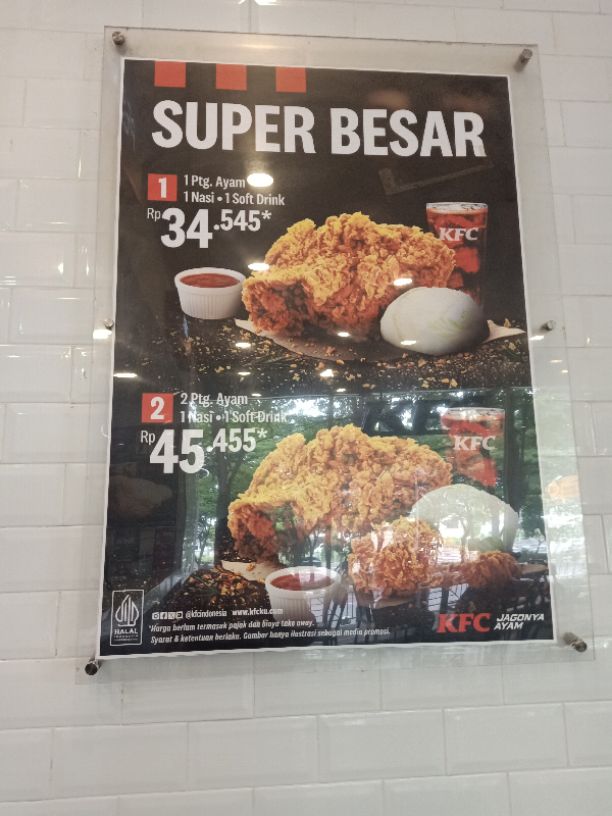 SUPER BESAR
1
1 Ptg. Ayam
1 Nasi • 1 Soft Drink
Rp 34.545*
KFC
2
2 Ptg. Ayam
1 Nasi • 1 Soft Drink
Rp 45.455*
KFC
HALAL
INDONESIA
@kfcindonesia www.kfcku.com
*Harga belum termasuk pajak dan biaya take away.
Syarat & ketentuan berlaku. Gambar hanya ilustrasi sebagai media promosi.
KFC JAGONYA
AYAM